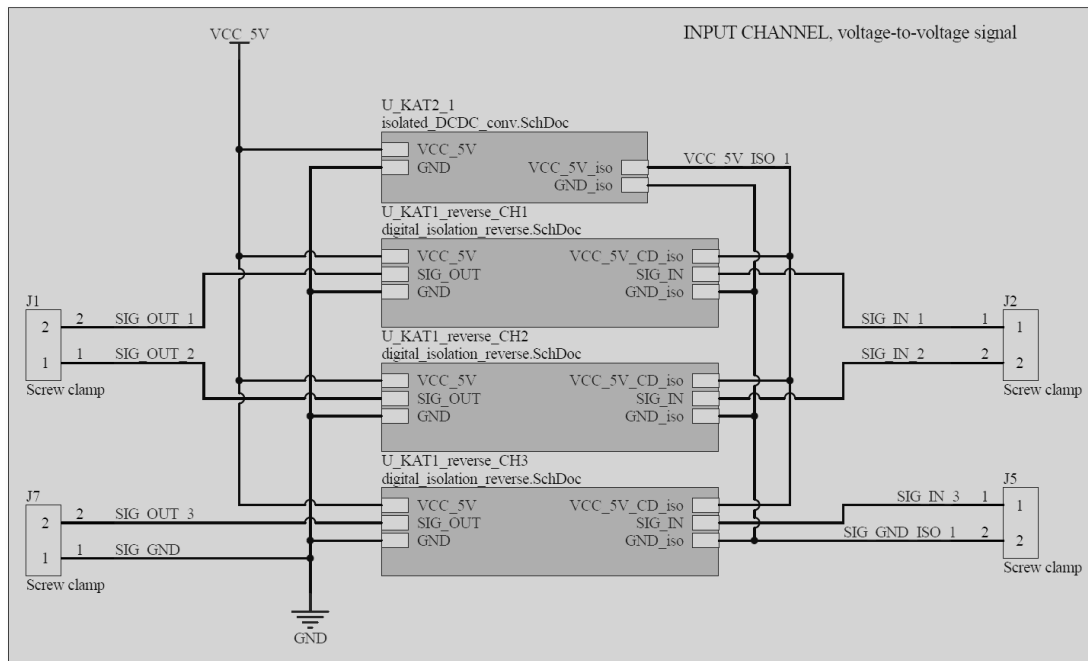 VCC_5V
INPUT CHANNEL, voltage-to-voltage signal
U_KAT2_1
isolated_DCDC_conv.SchDoc
VCC_5V
GND
VCC_5V_iso
GND_iso
VCC_5V_ISO_1
U_KAT1_reverse_CH1
digital_isolation_reverse.SchDoc
VCC_5V
SIG_OUT
GND
VCC_5V_CD_iso
SIG_IN
GND_iso
J1
2 2 SIG_OUT_1
1 1 SIG_OUT_2
Screw clamp
J2
SIG_IN_1 1 1
SIG_IN_2 2 2
Screw clamp
U_KAT1_reverse_CH2
digital_isolation_reverse.SchDoc
VCC_5V
SIG_OUT
GND
VCC_5V_CD_iso
SIG_IN
GND_iso
U_KAT1_reverse_CH3
digital_isolation_reverse.SchDoc
VCC_5V
SIG_OUT
GND
VCC_5V_CD_iso
SIG_IN
GND_iso
J7
2 2 SIG_OUT_3
1 1 SIG_GND
Screw clamp
J5
SIG_IN_3 1 1
SIG_GND_ISO_1 2 2
Screw clamp
GND